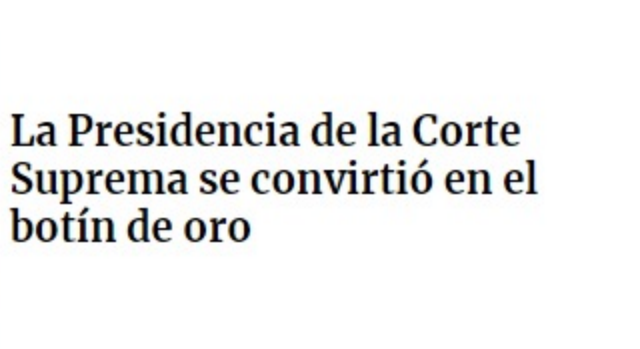 La Presidencia de la Corte
Suprema se convirtió en el
botín de oro